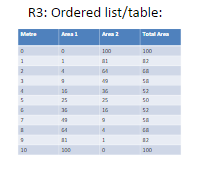 R3: Ordered list/table:
Metre Area 1 Area 2 Total Area
0 0 100 100
1 1 81 82
2 4 64 68
3 9 49 58
4 16 36 52
5 25 25 50
6 36 16 52
7 49 9 58
8 64 4 68
9 81 1 82
10 100 0 100